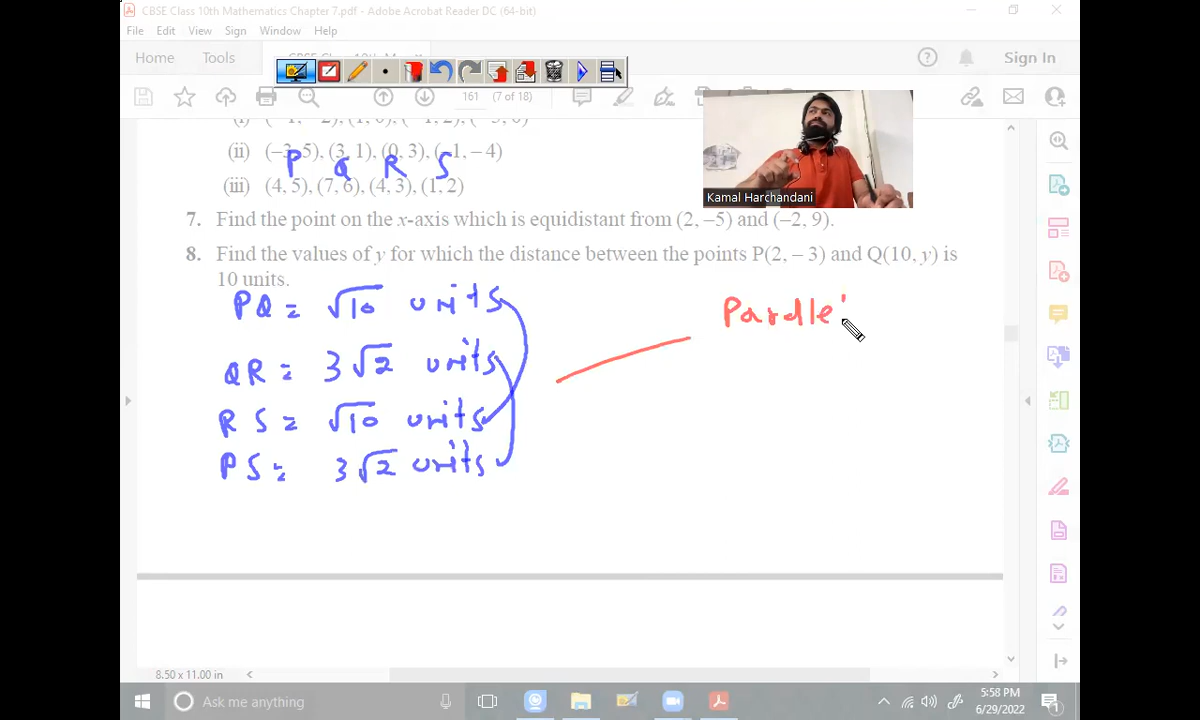 CBSE Class 10th Mathematics Chapter 7.pdf - Adobe Acrobat Reader DC (64-bit)
File Edit View Sign Window Help
Home Tools Sign In
161 (7 of 18)
(ii) (−3, 5), (3, 1), (0, 3), (−1, − 4)
P Q R S
(iii) (4, 5), (7, 6), (4, 3), (1, 2)
Kamal Harchandani
7. Find the point on the x-axis which is equidistant from (2, −5) and (−2, 9).
8. Find the values of y for which the distance between the points P(2, − 3) and Q(10, y) is
10 units.
PQ = √10 units
Paralle
QR = 3√2 units
RS = √10 units
PS = 3√2 units
8.50 x 11.00 in
Ask me anything
5:58 PM
6/29/2022
1